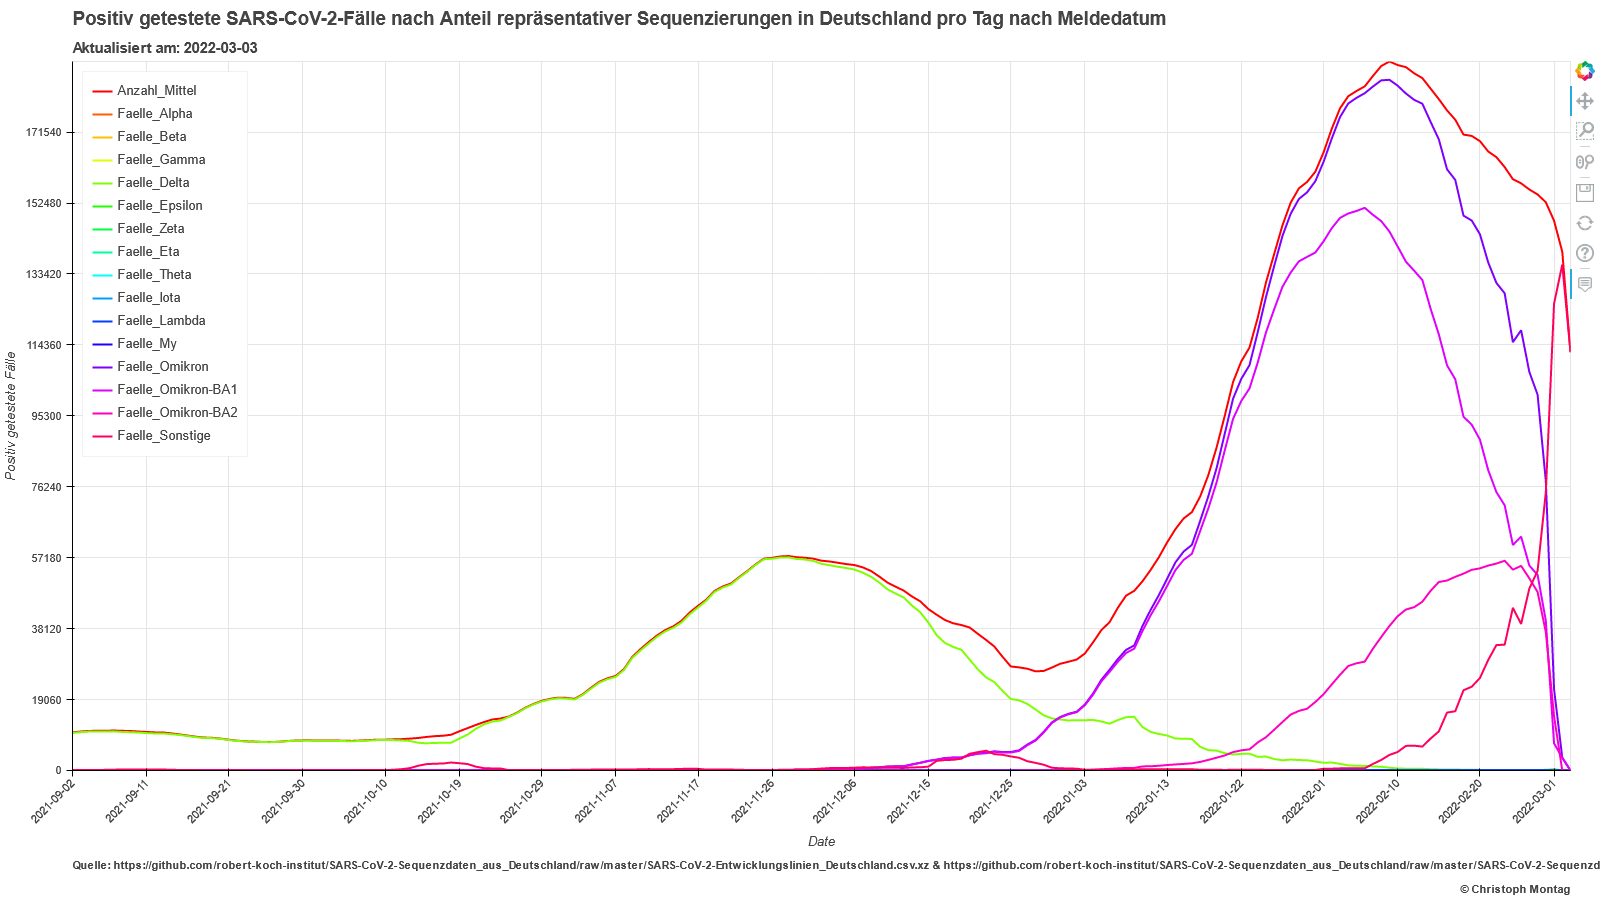 Positiv getestete SARS-CoV-2-Fälle nach Anteil repräsentativer Sequenzierungen in Deutschland pro Tag nach Meldedatum
Aktualisiert am: 2022-03-03
Anzahl_Mittel
Faelle_Alpha
Faelle_Beta
Faelle_Gamma
Faelle_Delta
Faelle_Epsilon
Faelle_Zeta
Faelle_Eta
Faelle_Theta
Faelle_Iota
Faelle_Lambda
Faelle_My
Faelle_Omikron
Faelle_Omikron-BA1
Faelle_Omikron-BA2
Faelle_Sonstige
Positiv getestete Fälle
171540
152480
133420
114360
95300
76240
57180
38120
19060
0
2021-09-02
2021-09-11
2021-09-21
2021-09-30
2021-10-10
2021-10-19
2021-10-29
2021-11-07
2021-11-17
2021-11-26
2021-12-06
2021-12-15
2021-12-25
2022-01-03
2022-01-13
2022-01-22
2022-02-01
2022-02-10
2022-02-20
2022-03-01
Date
Quelle: https://github.com/robert-koch-institut/SARS-CoV-2-Sequenzdaten_aus_Deutschland/raw/master/SARS-CoV-2-Entwicklungslinien_Deutschland.csv.xz & https://github.com/robert-koch-institut/SARS-CoV-2-Sequenzdaten_aus_Deutschland/raw/master/SARS-CoV-2-Sequenzd
© Christoph Montag